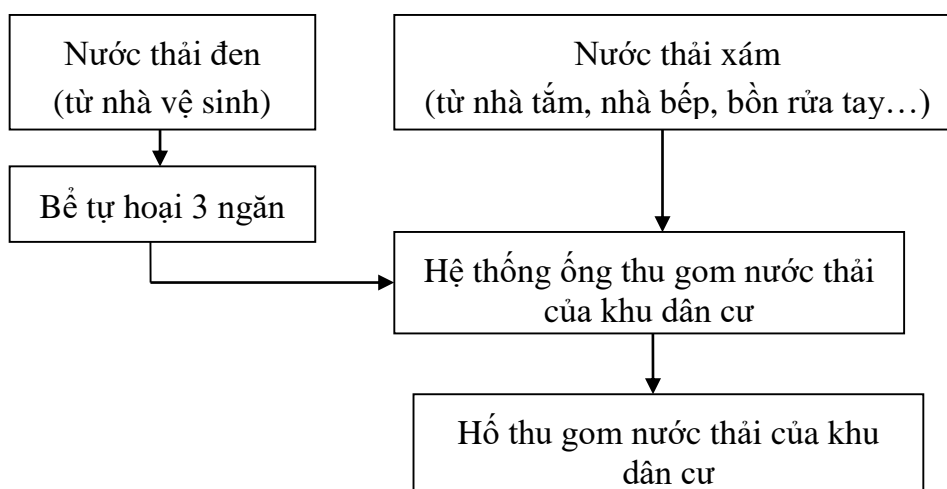 Nước thải đen
(từ nhà vệ sinh)
Nước thải xám
(từ nhà tắm, nhà bếp, bồn rửa tay…)
Bể tự hoại 3 ngăn
Hệ thống ống thu gom nước thải
của khu dân cư
Hố thu gom nước thải của khu
dân cư